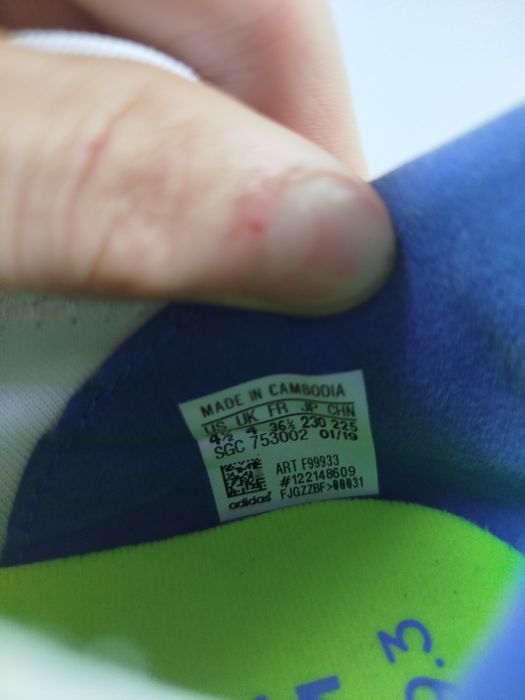 MADE IN CAMBODIA
US UK FR JP CHN
4½ 4 36⅔ 230 225
SGC 753002 01/19
ART F99933
#122148609
FJGZZBF>00031
adidas
.3